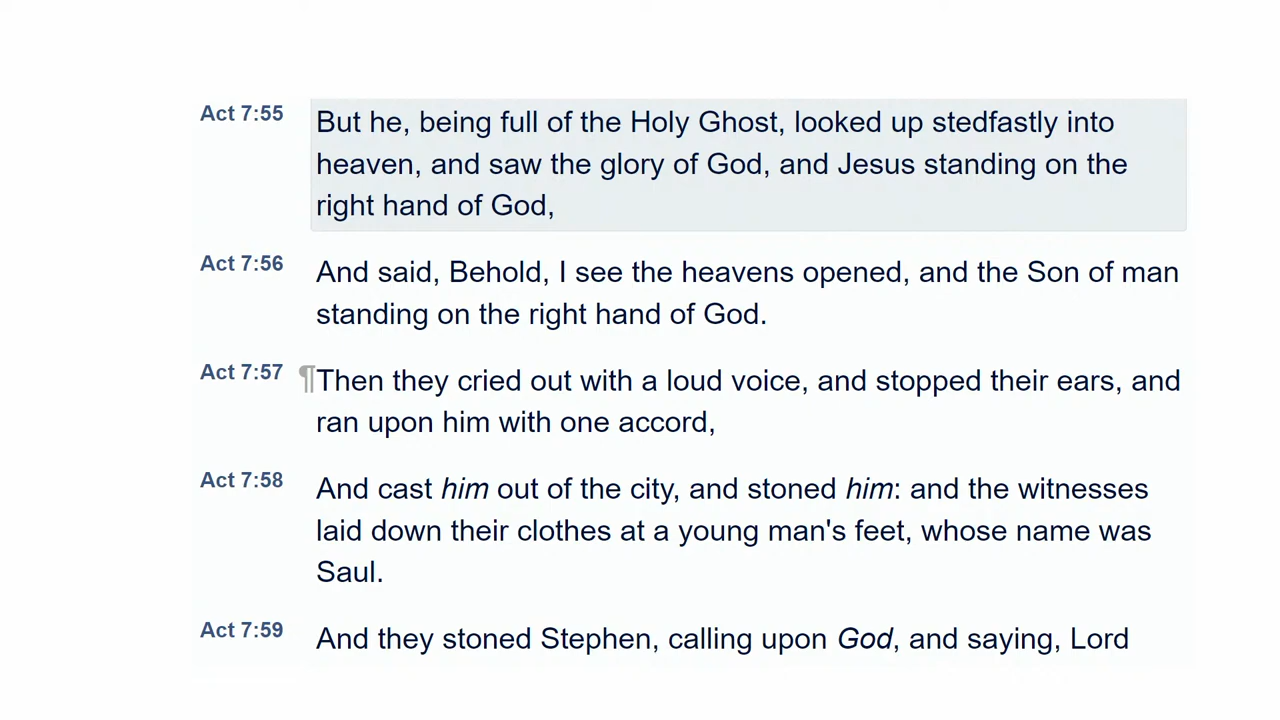 Act 7:55 But he, being full of the Holy Ghost, looked up stedfastly into
heaven, and saw the glory of God, and Jesus standing on the
right hand of God,
Act 7:56 And said, Behold, I see the heavens opened, and the Son of man
standing on the right hand of God.
Act 7:57 ¶Then they cried out with a loud voice, and stopped their ears, and
ran upon him with one accord,
Act 7:58 And cast him out of the city, and stoned him: and the witnesses
laid down their clothes at a young man's feet, whose name was
Saul.
Act 7:59 And they stoned Stephen, calling upon God, and saying, Lord